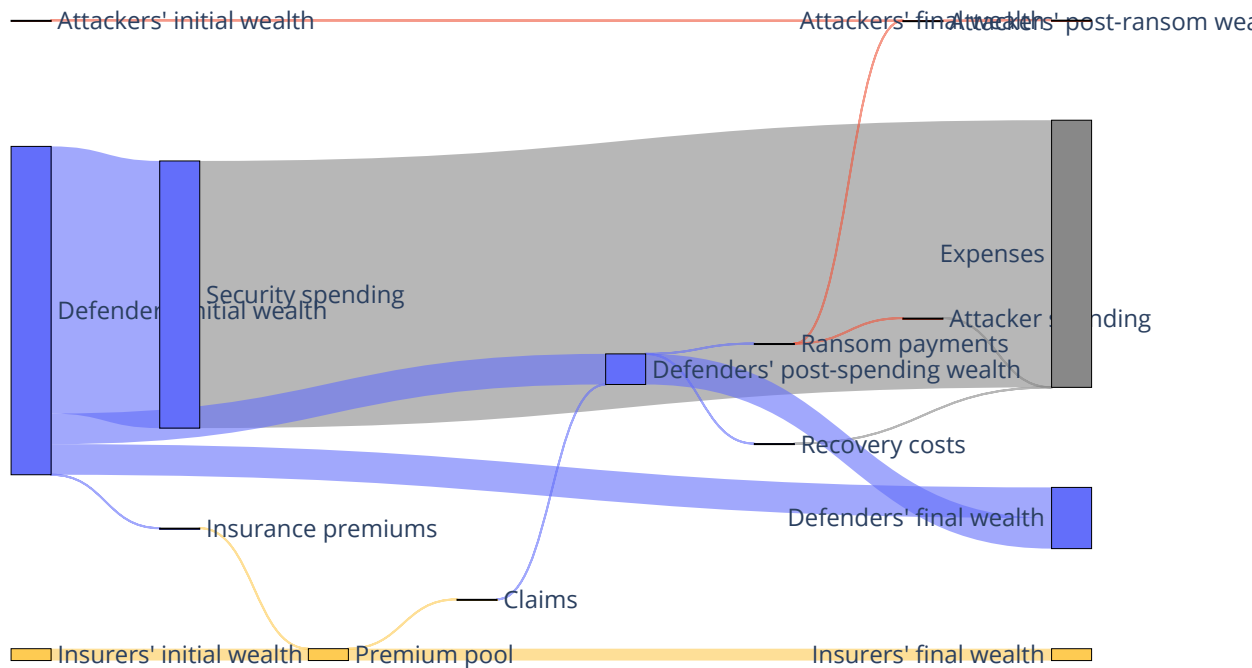 Attackers' initial wealth
Attackers' final wealth
Attackers' post-ransom wea
Expenses
Security spending
Defenders' initial wealth
Attacker spending
Ransom payments
Defenders' post-spending wealth
Recovery costs
Defenders' final wealth
Insurance premiums
Claims
Insurers' initial wealth
Premium pool
Insurers' final wealth